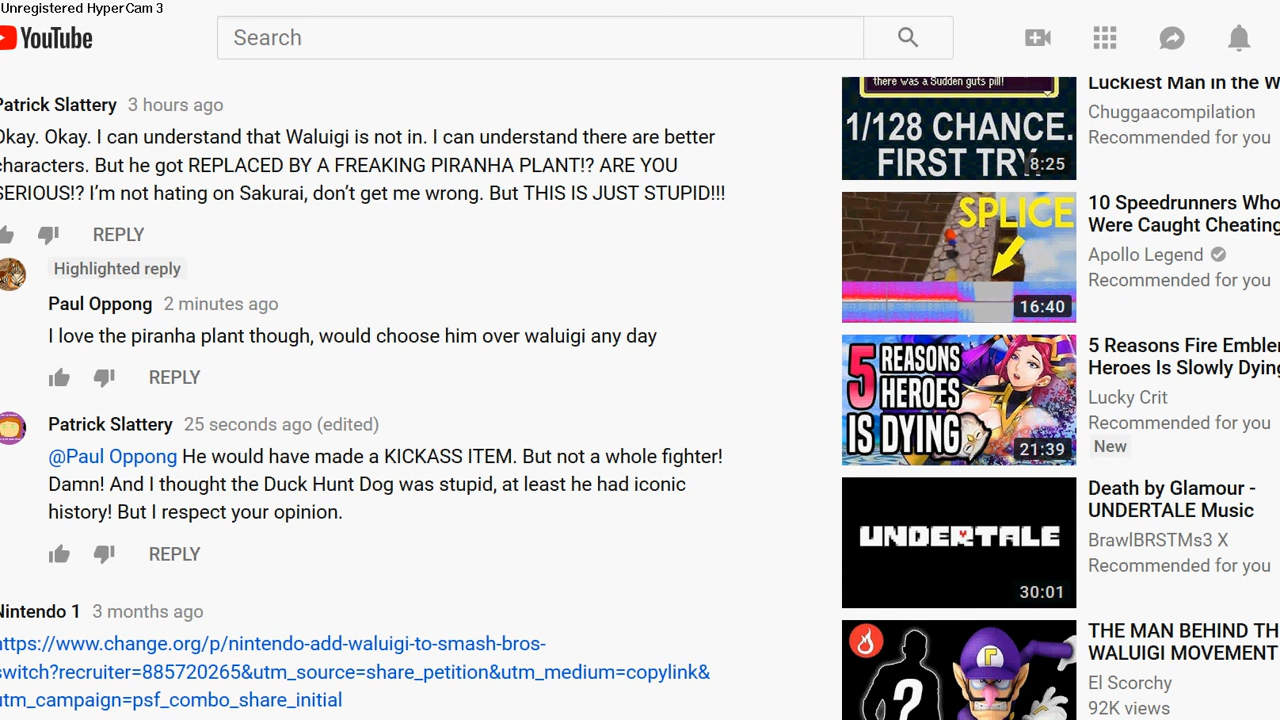 Unregistered HyperCam 3
YouTube
Search
Patrick Slattery 3 hours ago
Okay. Okay. I can understand that Waluigi is not in. I can understand there are better
characters. But he got REPLACED BY A FREAKING PIRANHA PLANT!? ARE YOU
SERIOUS!? I’m not hating on Sakurai, don’t get me wrong. But THIS IS JUST STUPID!!!
REPLY
Highlighted reply
Paul Oppong 2 minutes ago
I love the piranha plant though, would choose him over waluigi any day
REPLY
Patrick Slattery 25 seconds ago (edited)
@Paul Oppong He would have made a KICKASS ITEM. But not a whole fighter!
Damn! And I thought the Duck Hunt Dog was stupid, at least he had iconic
history! But I respect your opinion.
REPLY
Nintendo 1 3 months ago
https://www.change.org/p/nintendo-add-waluigi-to-smash-bros-
switch?recruiter=885720265&utm_source=share_petition&utm_medium=copylink&
utm_campaign=psf_combo_share_initial
there was a Sudden guts pill!
1/128 CHANCE.
FIRST TRY.
8:25
Luckiest Man in the W
Chuggaacompilation
Recommended for you
SPLICE
16:40
10 Speedrunners Who
Were Caught Cheating
Apollo Legend
Recommended for you
5 REASONS
HEROES
IS DYING
21:39
5 Reasons Fire Emble
Heroes Is Slowly Dying
Lucky Crit
Recommended for you
New
UNDERTALE
30:01
Death by Glamour -
UNDERTALE Music
BrawlBRSTMs3 X
Recommended for you
?
THE MAN BEHIND TH
WALUIGI MOVEMENT
El Scorchy
92K views